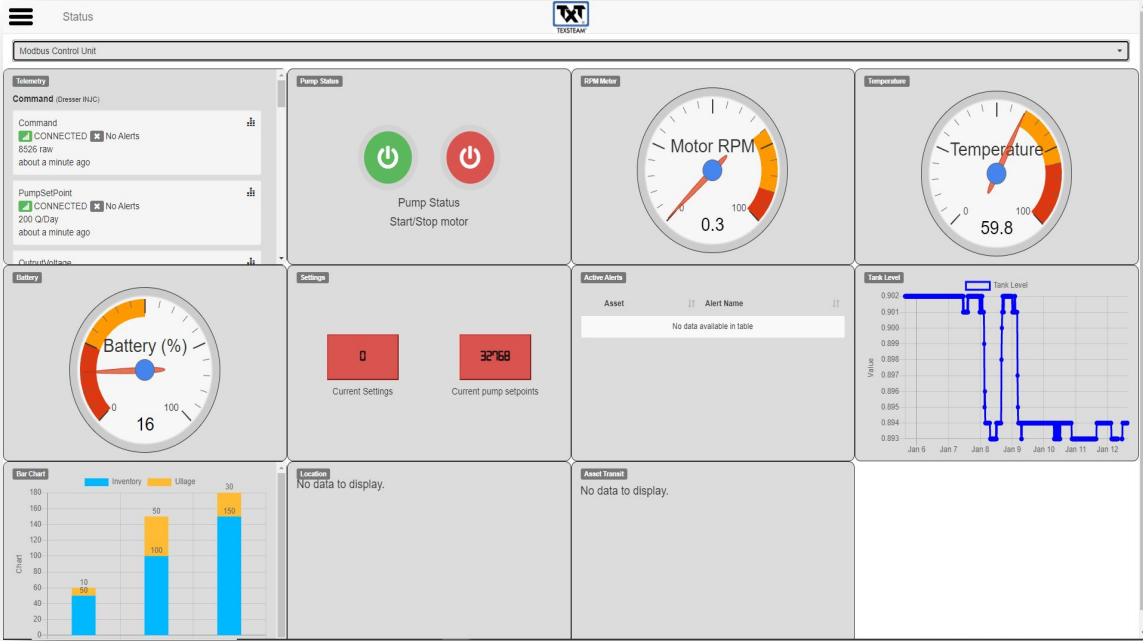 Status
TXT
TEXSTEAM
Modbus Control Unit
Telemetry
Command (Dresser INJC)
Command
CONNECTED No Alerts
8526 raw
about a minute ago
PumpSetPoint
CONNECTED No Alerts
200 Q/Day
about a minute ago
OutputVoltage
Pump Status
Pump Status
Start/Stop motor
RPM Meter
Motor RPM
0 100
0.3
Temperature
Temperature
0 100
59.8
Battery
Battery (%)
0 100
16
Settings
0 32768
Current Settings Current pump setpoints
Active Alerts
Asset Alert Name
No data available in table
Tank Level
Tank Level
0.902
0.901
0.900
0.899
0.898
0.897
0.896
0.895
0.894
0.893
Value
Jan 6 Jan 7 Jan 8 Jan 9 Jan 10 Jan 11 Jan 12
Bar Chart
Inventory Ullage
180
160
140
120
100
80
60
40
20
0
Chart
10
50
50
100
30
150
Location
No data to display.
Asset Transit
No data to display.